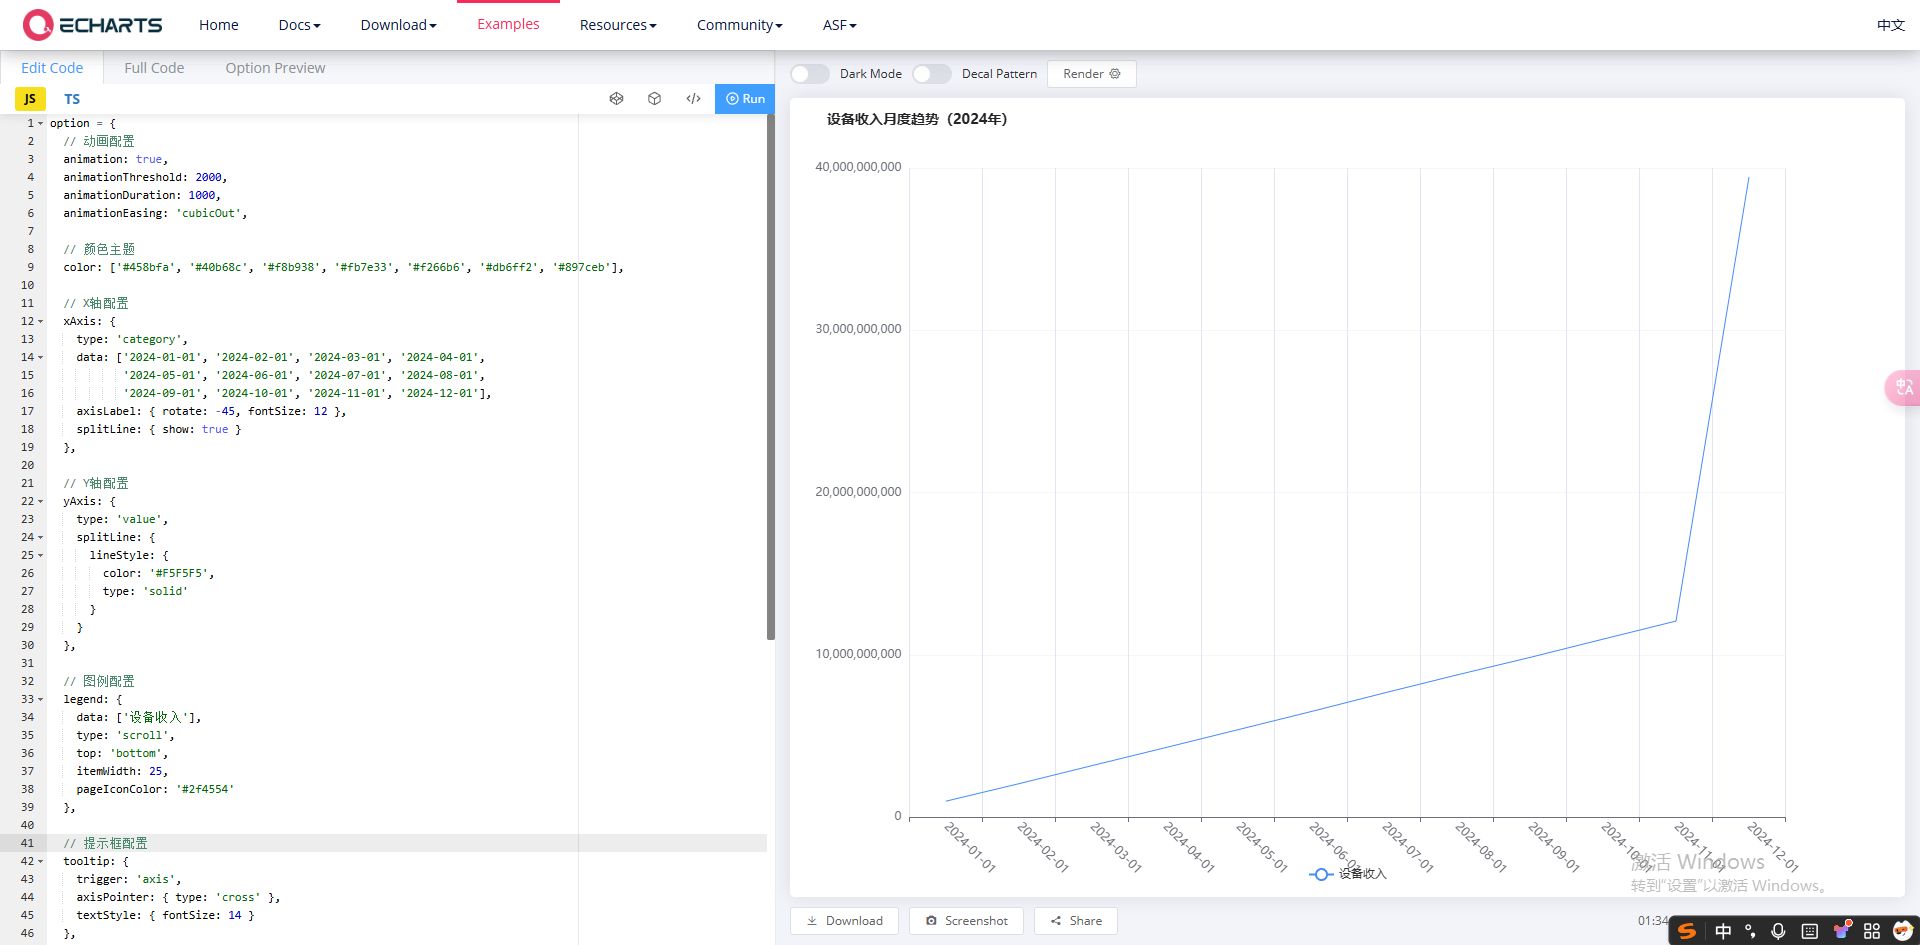 ECHARTS Home Docs Download Examples Resources Community ASF 中文
Edit Code Full Code Option Preview
JS TS Run
Dark Mode Decal Pattern Render
1 option = {
2 // 动画配置
3 animation: true,
4 animationThreshold: 2000,
5 animationDuration: 1000,
6 animationEasing: 'cubicOut',
7
8 // 颜色主题
9 color: ['#458bfa', '#40b68c', '#f8b938', '#fb7e33', '#f266b6', '#db6ff2', '#897ceb'],
10
11 // X轴配置
12 xAxis: {
13 type: 'category',
14 data: ['2024-01-01', '2024-02-01', '2024-03-01', '2024-04-01',
15 '2024-05-01', '2024-06-01', '2024-07-01', '2024-08-01',
16 '2024-09-01', '2024-10-01', '2024-11-01', '2024-12-01'],
17 axisLabel: { rotate: -45, fontSize: 12 },
18 splitLine: { show: true }
19 },
20
21 // Y轴配置
22 yAxis: {
23 type: 'value',
24 splitLine: {
25 lineStyle: {
26 color: '#F5F5F5',
27 type: 'solid'
28 }
29 }
30 },
31
32 // 图例配置
33 legend: {
34 data: ['设备收入'],
35 type: 'scroll',
36 top: 'bottom',
37 itemWidth: 25,
38 pageIconColor: '#2f4554'
39 },
40
41 // 提示框配置
42 tooltip: {
43 trigger: 'axis',
44 axisPointer: { type: 'cross' },
45 textStyle: { fontSize: 14 }
46 },
设备收入月度趋势（2024年）
40,000,000,000
30,000,000,000
20,000,000,000
10,000,000,000
0
2024-01-01
2024-02-01
2024-03-01
2024-04-01
2024-05-01
2024-06-01
2024-07-01
2024-08-01
2024-09-01
2024-10-01
2024-11-01
2024-12-01
设备收入
激活 Windows
转到“设置”以激活 Windows。
Download Screenshot Share 01:34
中